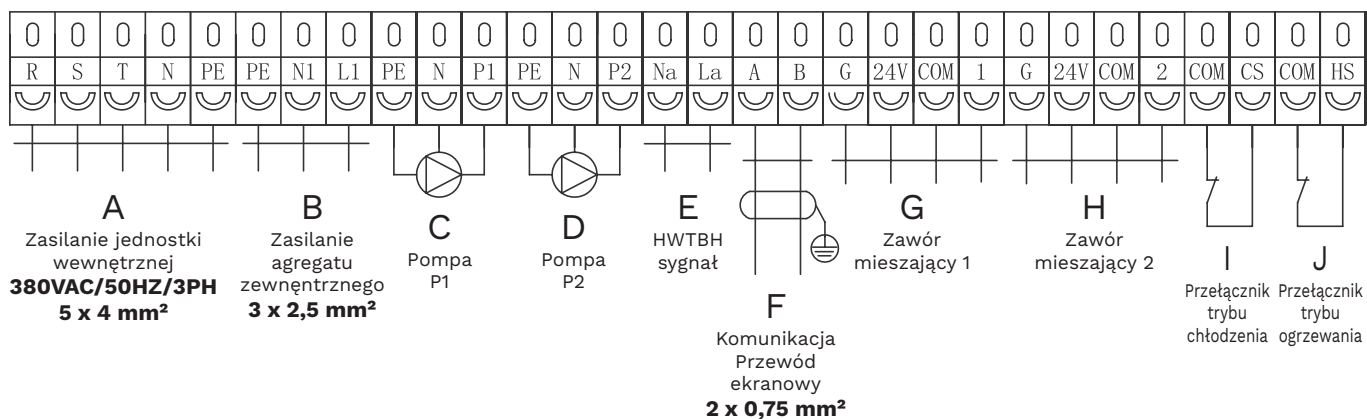 R S T N PE PE N1 L1 PE N P1 PE N P2 Na La A B G 24V COM 1 G 24V COM 2 COM CS COM HS
A
Zasilanie jednostki
wewnętrznej
380VAC/50HZ/3PH
5 x 4 mm²
B
Zasilanie
agregatu
zewnęntrznego
3 x 2,5 mm²
C
Pompa
P1
D
Pompa
P2
E
HWTBH
sygnał
F
Komunikacja
Przewód
ekranowy
2 x 0,75 mm²
G
Zawór
mieszający 1
H
Zawór
mieszający 2
I
Przełącznik
trybu
chłodzenia
J
Przełącznik
trybu
ogrzewania